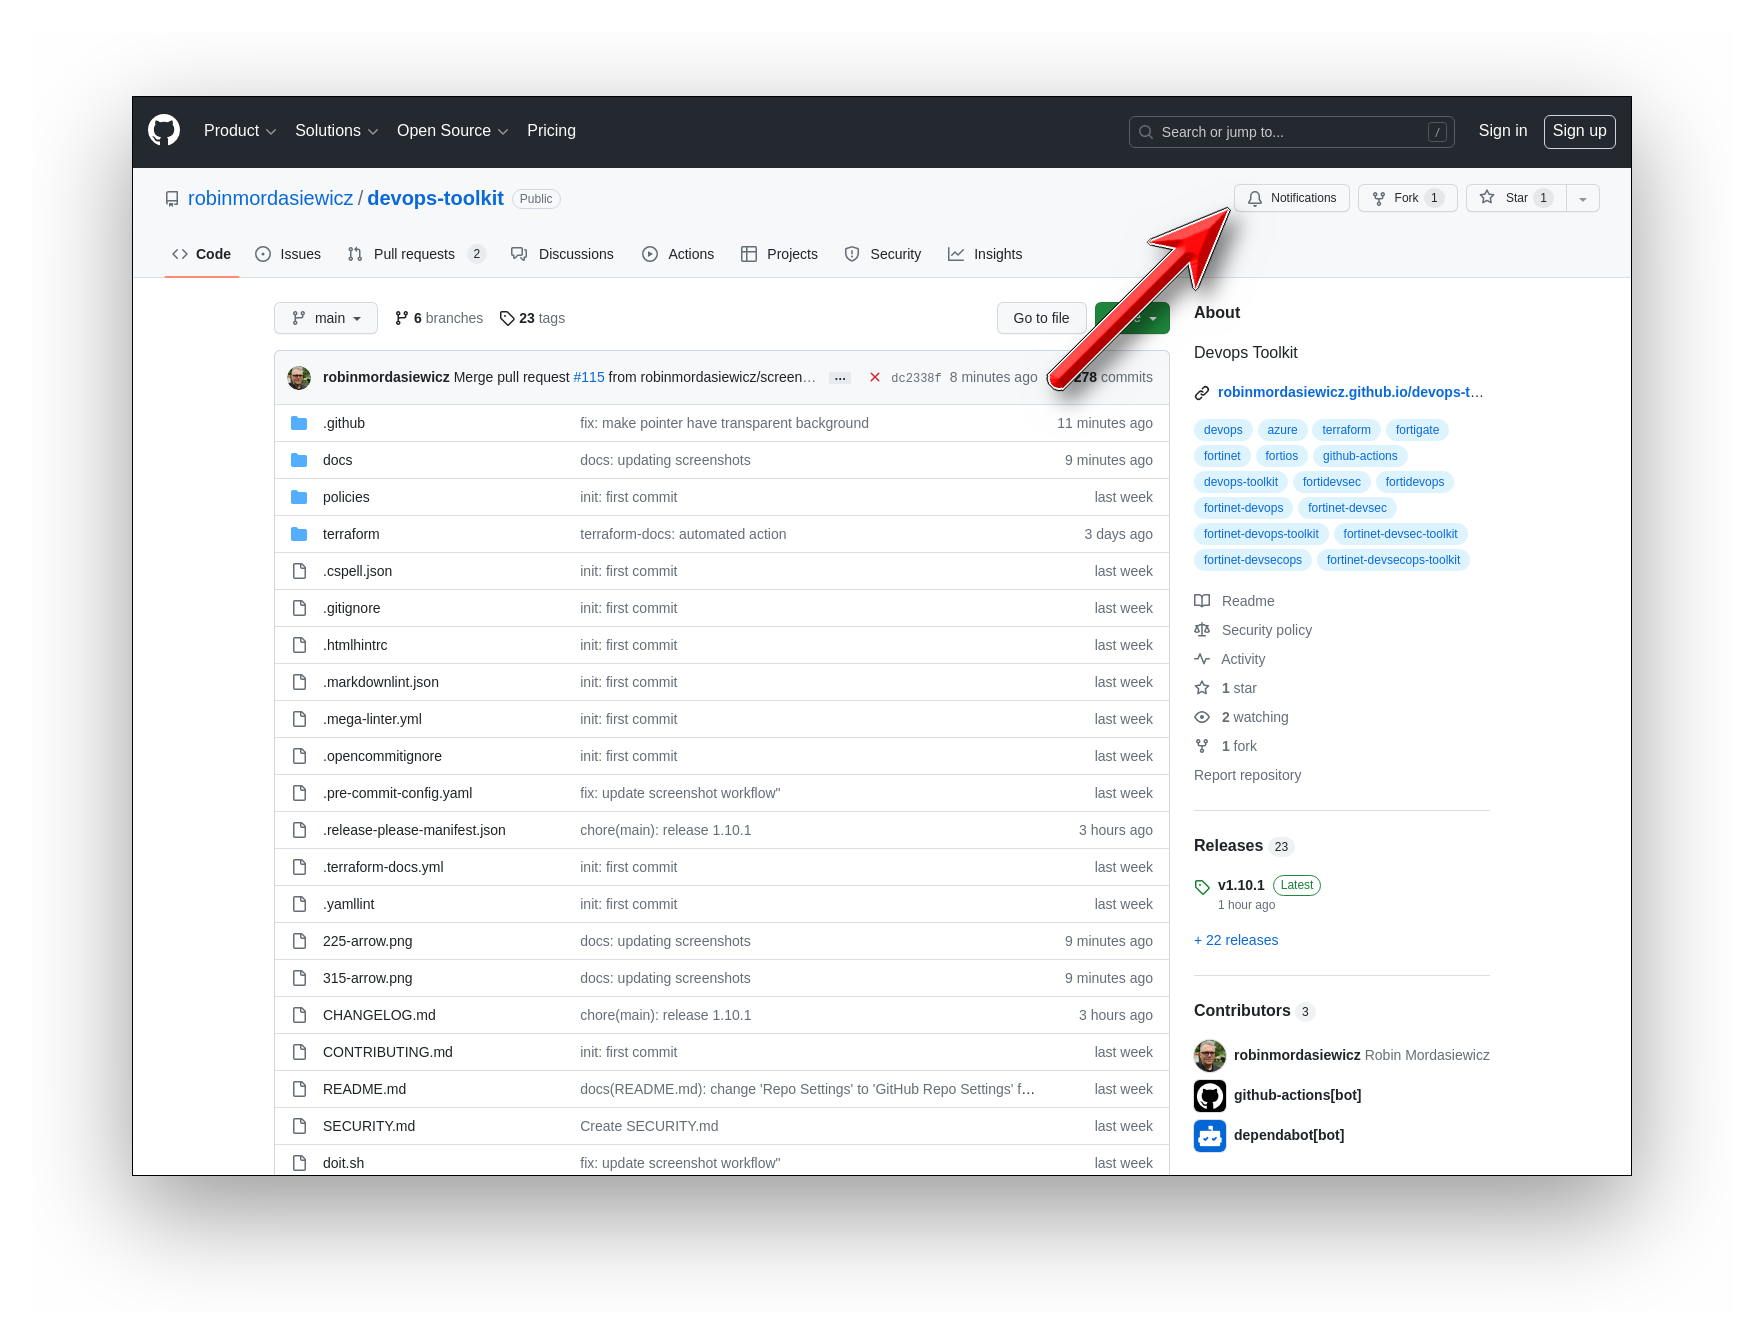 Product Solutions Open Source Pricing Search or jump to... / Sign in Sign up
robinmordasiewicz / devops-toolkit Public Notifications Fork 1 Star 1
Code Issues Pull requests 2 Discussions Actions Projects Security Insights
main 6 branches 23 tags Go to file
robinmordasiewicz Merge pull request #115 from robinmordasiewicz/screen… … dc2338f 8 minutes ago 278 commits
.github fix: make pointer have transparent background 11 minutes ago
docs docs: updating screenshots 9 minutes ago
policies init: first commit last week
terraform terraform-docs: automated action 3 days ago
.cspell.json init: first commit last week
.gitignore init: first commit last week
.htmlhintrc init: first commit last week
.markdownlint.json init: first commit last week
.mega-linter.yml init: first commit last week
.opencommitignore init: first commit last week
.pre-commit-config.yaml fix: update screenshot workflow" last week
.release-please-manifest.json chore(main): release 1.10.1 3 hours ago
.terraform-docs.yml init: first commit last week
.yamllint init: first commit last week
225-arrow.png docs: updating screenshots 9 minutes ago
315-arrow.png docs: updating screenshots 9 minutes ago
CHANGELOG.md chore(main): release 1.10.1 3 hours ago
CONTRIBUTING.md init: first commit last week
README.md docs(README.md): change 'Repo Settings' to 'GitHub Repo Settings' f… last week
SECURITY.md Create SECURITY.md last week
doit.sh fix: update screenshot workflow" last week
About
Devops Toolkit
robinmordasiewicz.github.io/devops-t…
devops azure terraform fortigate
fortinet fortios github-actions
devops-toolkit fortidevsec fortidevops
fortinet-devops fortinet-devsec
fortinet-devops-toolkit fortinet-devsec-toolkit
fortinet-devsecops fortinet-devsecops-toolkit
Readme
Security policy
Activity
1 star
2 watching
1 fork
Report repository
Releases 23
v1.10.1 Latest
1 hour ago
+ 22 releases
Contributors 3
robinmordasiewicz Robin Mordasiewicz
github-actions[bot]
dependabot[bot]